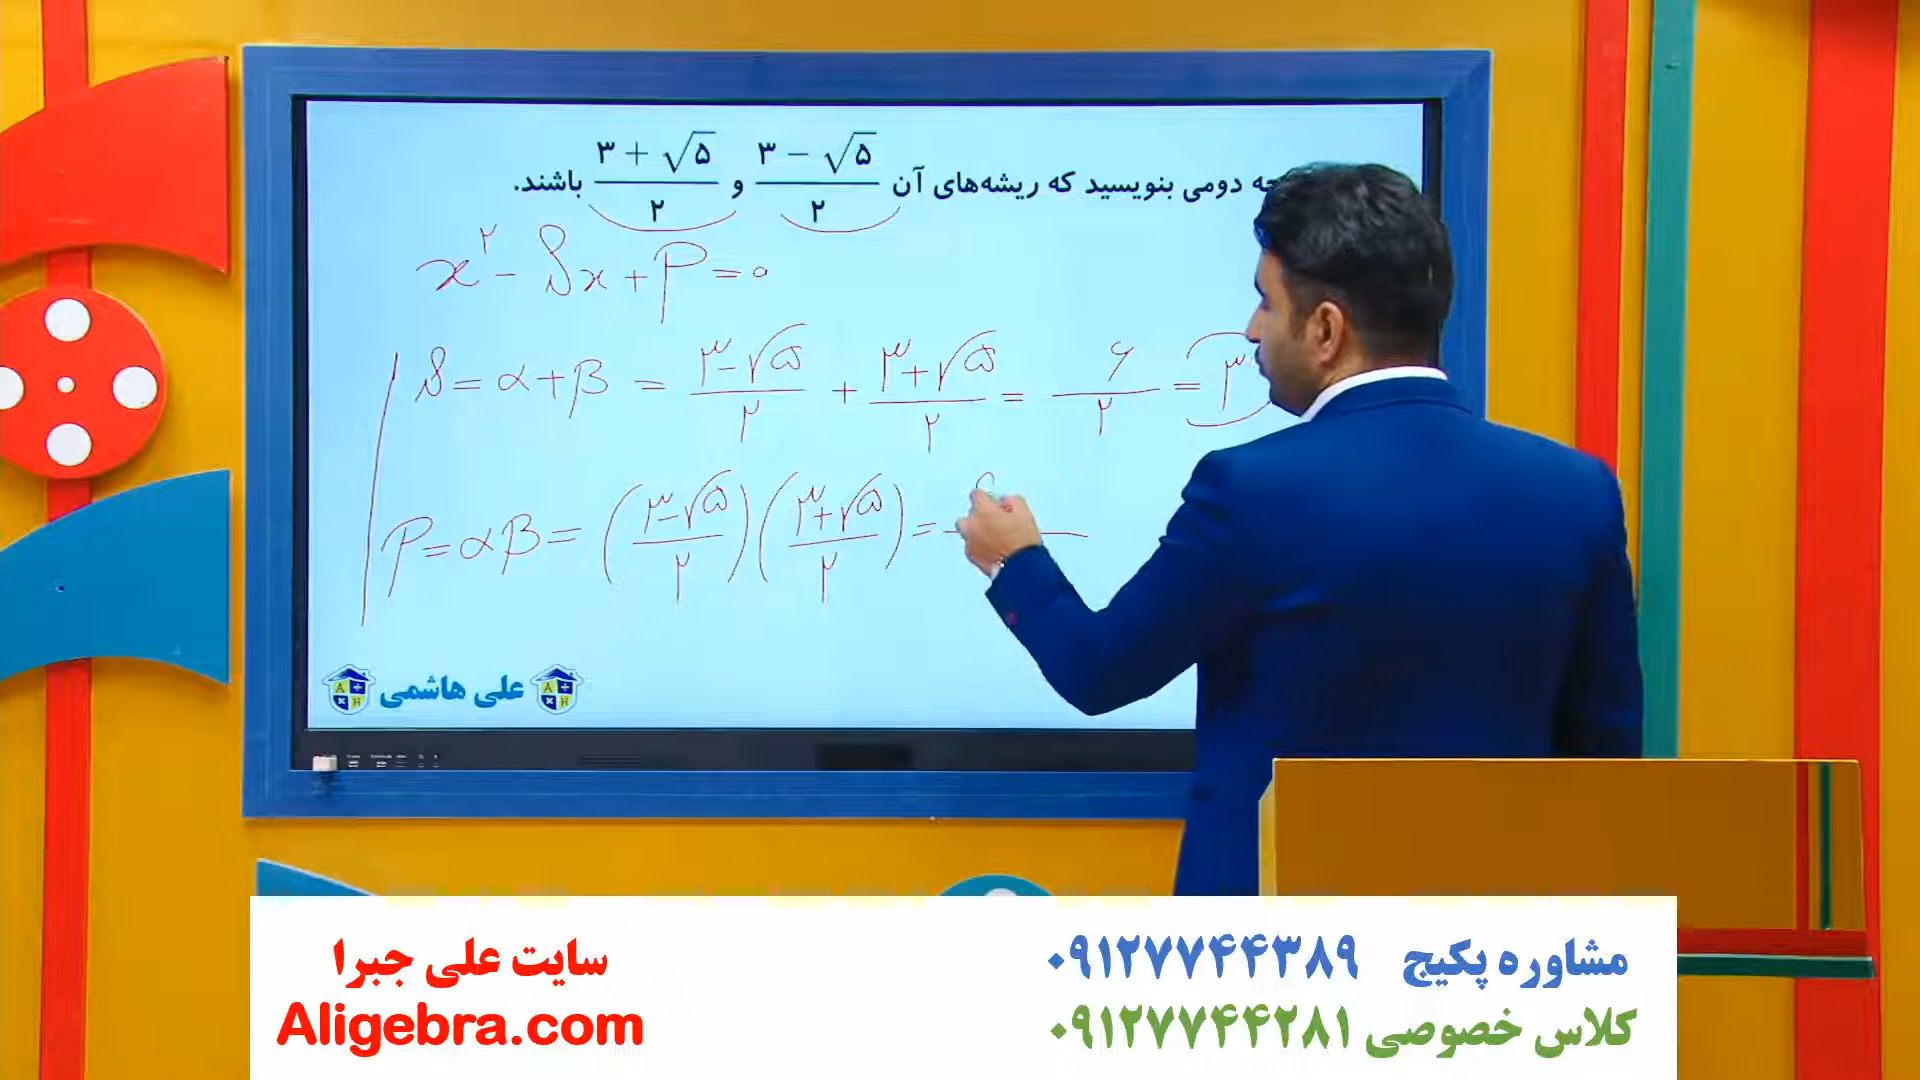 دومی بنویسید که ریشه‌های آن (۳ − √۵)/۲ و (۳ + √۵)/۲ باشند.
x^۲ − Sx + P = ۰
S = α + β = (۳−√۵)/۲ + (۳+√۵)/۲ = ۶/۲ = ۳
P = αβ = ((۳−√۵)/۲)((۳+√۵)/۲) =
علی هاشمی
سایت علی جبرا
Aligebra.com
مشاوره پکیج ۰۹۱۲۷۷۴۴۳۸۹
کلاس خصوصی ۰۹۱۲۷۷۴۴۲۸۱